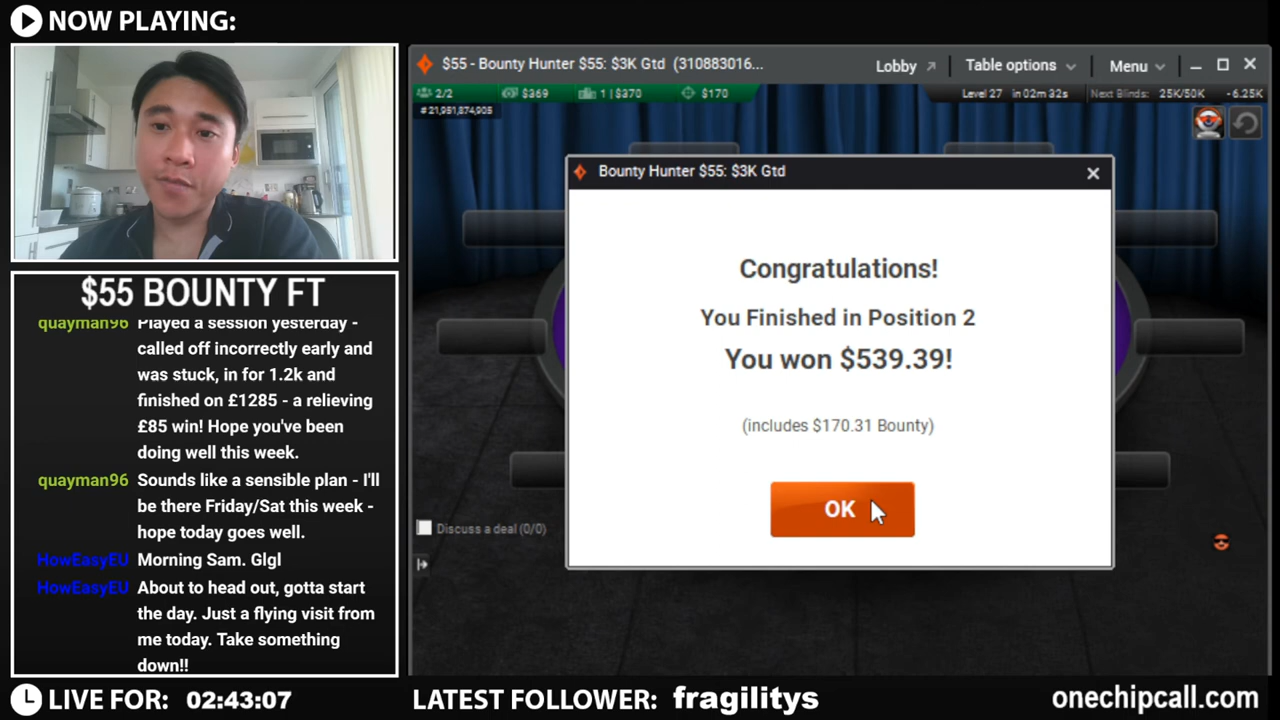 NOW PLAYING:
$55 - Bounty Hunter $55: $3K Gtd (310883016...
Lobby
Table options
Menu
2/2
$369
1 | $370
$170
Level 27 in 02m 32s
Next Blinds: 25K/50K - 6.25K
# 21,951,874,905
Bounty Hunter $55: $3K Gtd
Congratulations!
You Finished in Position 2
You won $539.39!
(includes $170.31 Bounty)
OK
Discuss a deal (0/0)
$55 BOUNTY FT
quayman96 Played a session yesterday -
called off incorrectly early and
was stuck, in for 1.2k and
finished on £1285 - a relieving
£85 win! Hope you've been
doing well this week.
quayman96 Sounds like a sensible plan - I'll
be there Friday/Sat this week -
hope today goes well.
HowEasyEU Morning Sam. Glgl
HowEasyEU About to head out, gotta start
the day. Just a flying visit from
me today. Take something
down!!
LIVE FOR: 02:43:07
LATEST FOLLOWER: fragilitys
onechipcall.com